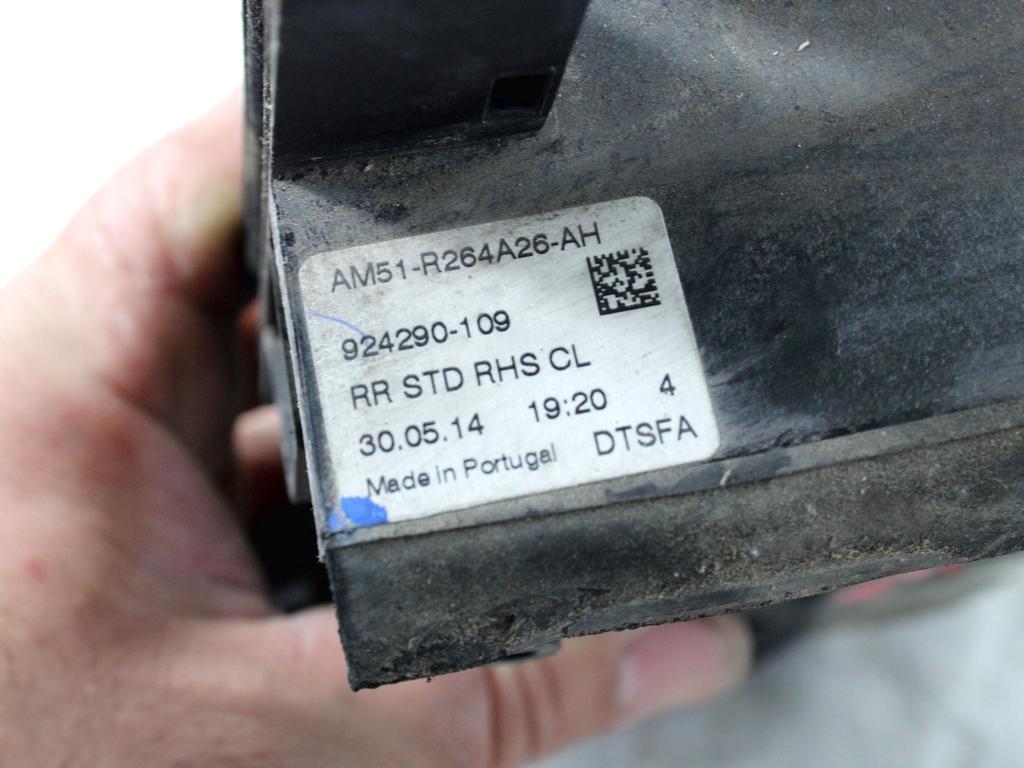 AM51-R264A26-AH
924290-109
RR STD RHS CL
30.05.14 19:20 4
Made in Portugal DTSFA